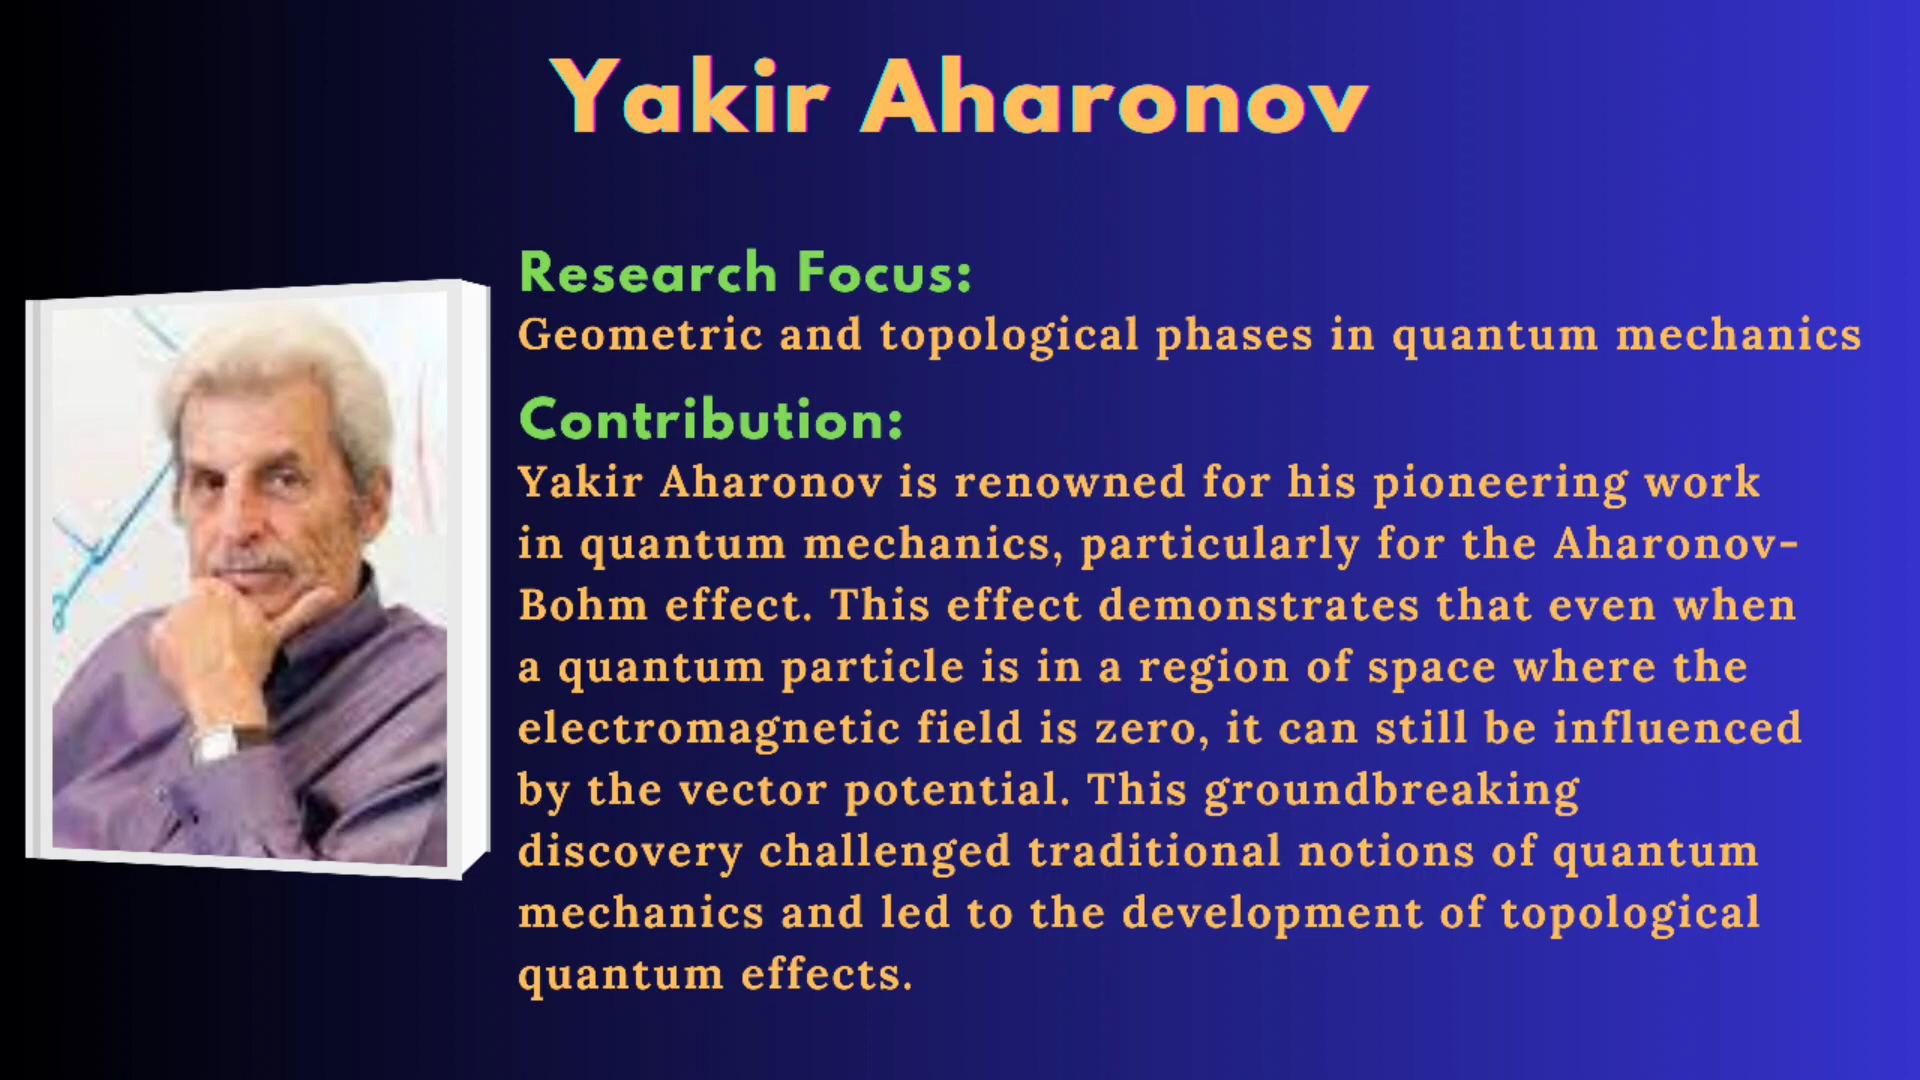 Yakir Aharonov
Research Focus:
Geometric and topological phases in quantum mechanics
Contribution:
Yakir Aharonov is renowned for his pioneering work
in quantum mechanics, particularly for the Aharonov-
Bohm effect. This effect demonstrates that even when
a quantum particle is in a region of space where the
electromagnetic field is zero, it can still be influenced
by the vector potential. This groundbreaking
discovery challenged traditional notions of quantum
mechanics and led to the development of topological
quantum effects.